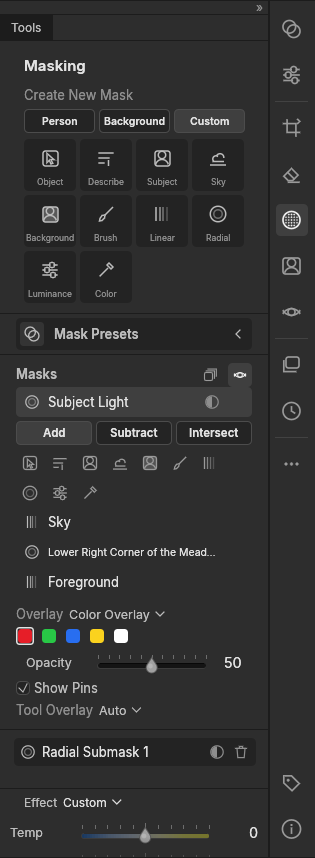 Tools
Masking
Create New Mask
Person Background Custom
Object Describe Subject Sky
Background Brush Linear Radial
Luminance Color
Mask Presets
Masks
Subject Light
Add Subtract Intersect
Sky
Lower Right Corner of the Mead...
Foreground
Overlay Color Overlay
Opacity 50
Show Pins
Tool Overlay Auto
Radial Submask 1
Effect Custom
Temp 0